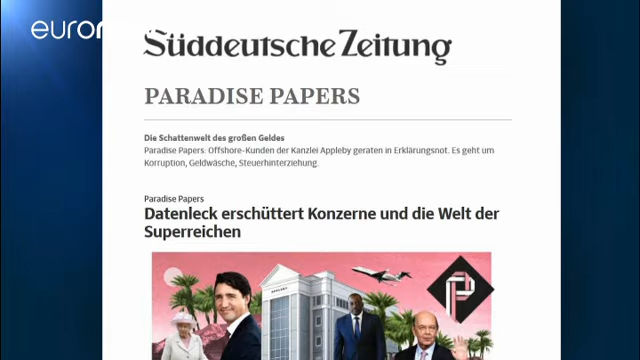 euron
Süddeutsche Zeitung
PARADISE PAPERS
Die Schattenwelt des großen Geldes
Paradise Papers: Offshore-Kunden der Kanzlei Appleby geraten in Erklärungsnot. Es geht um
Korruption, Geldwäsche, Steuerhinterziehung.
Paradise Papers
Datenleck erschüttert Konzerne und die Welt der
Superreichen
APPLEBY